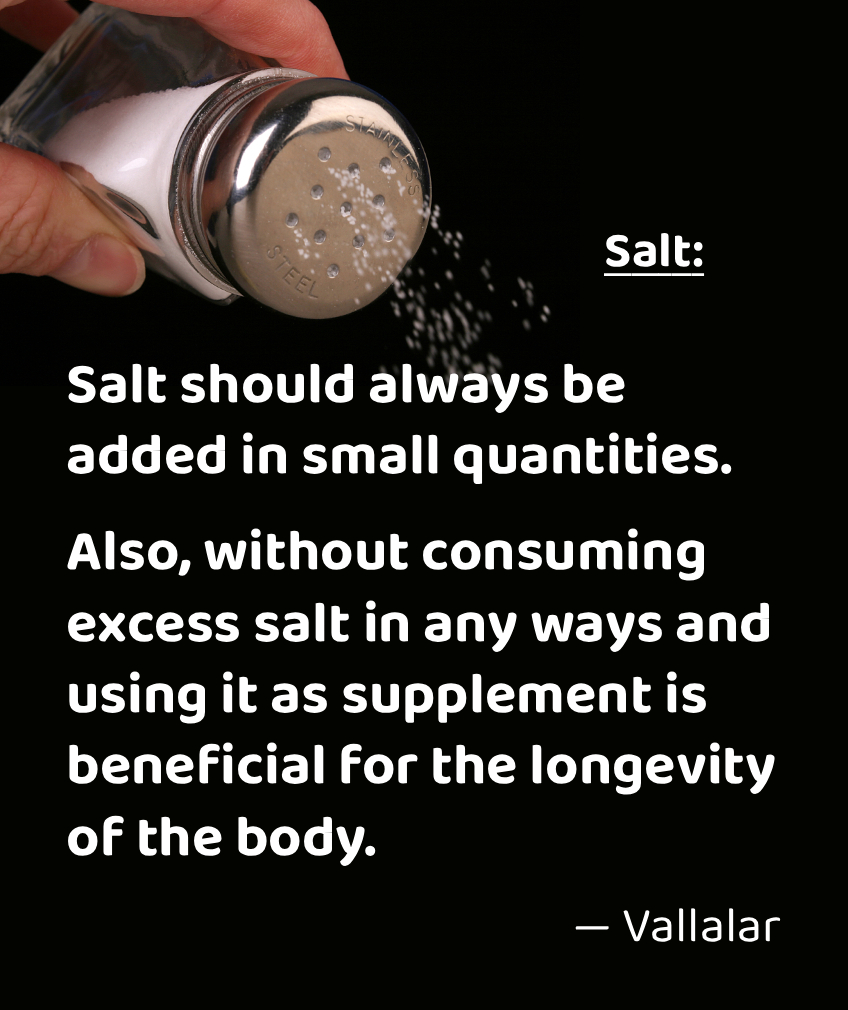 STAINLESS
STEEL
Salt:
Salt should always be
added in small quantities.
Also, without consuming
excess salt in any ways and
using it as supplement is
beneficial for the longevity
of the body.
— Vallalar